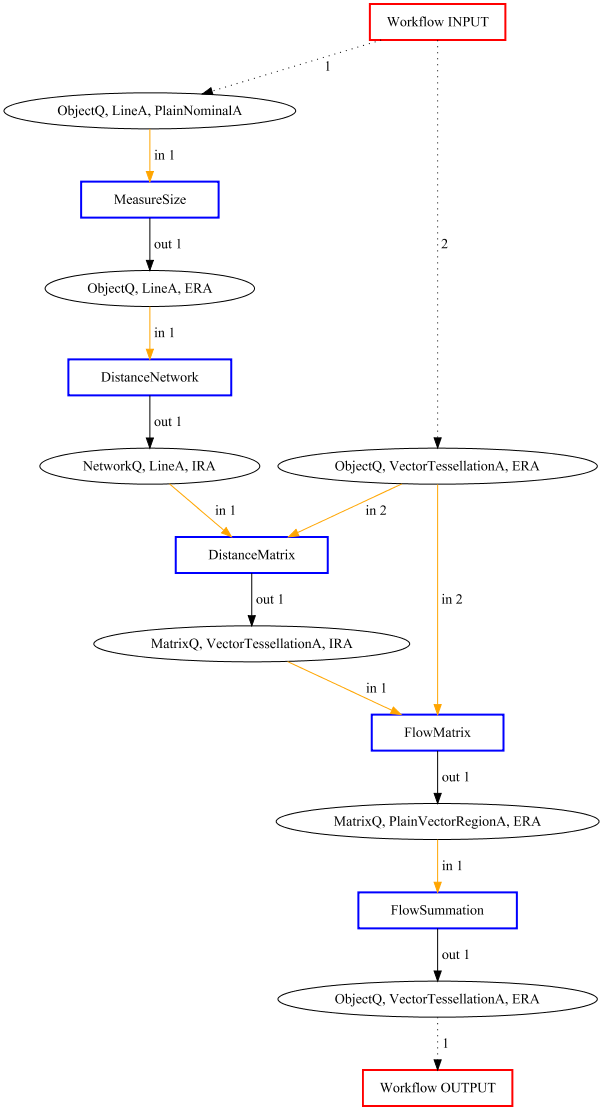 Workflow INPUT
1
ObjectQ, LineA, PlainNominalA
in 1
MeasureSize
2
out 1
ObjectQ, LineA, ERA
in 1
DistanceNetwork
out 1
NetworkQ, LineA, IRA
ObjectQ, VectorTessellationA, ERA
in 1
in 2
DistanceMatrix
out 1
in 2
MatrixQ, VectorTessellationA, IRA
in 1
FlowMatrix
out 1
MatrixQ, PlainVectorRegionA, ERA
in 1
FlowSummation
out 1
ObjectQ, VectorTessellationA, ERA
1
Workflow OUTPUT